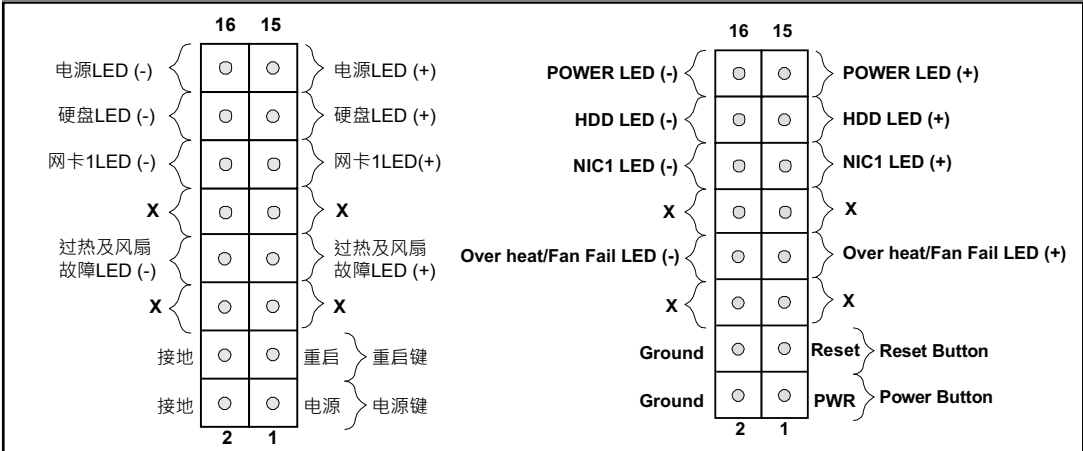 16 15
电源LED (-) 电源LED (+)
硬盘LED (-) 硬盘LED (+)
网卡1LED (-) 网卡1LED(+)
X X
过热及风扇 过热及风扇
故障LED (-) 故障LED (+)
X X
接地 重启 重启键
接地 电源 电源键
2 1
16 15
POWER LED (-) POWER LED (+)
HDD LED (-) HDD LED (+)
NIC1 LED (-) NIC1 LED (+)
X X
Over heat/Fan Fail LED (-) Over heat/Fan Fail LED (+)
X X
Ground Reset Reset Button
Ground PWR Power Button
2 1